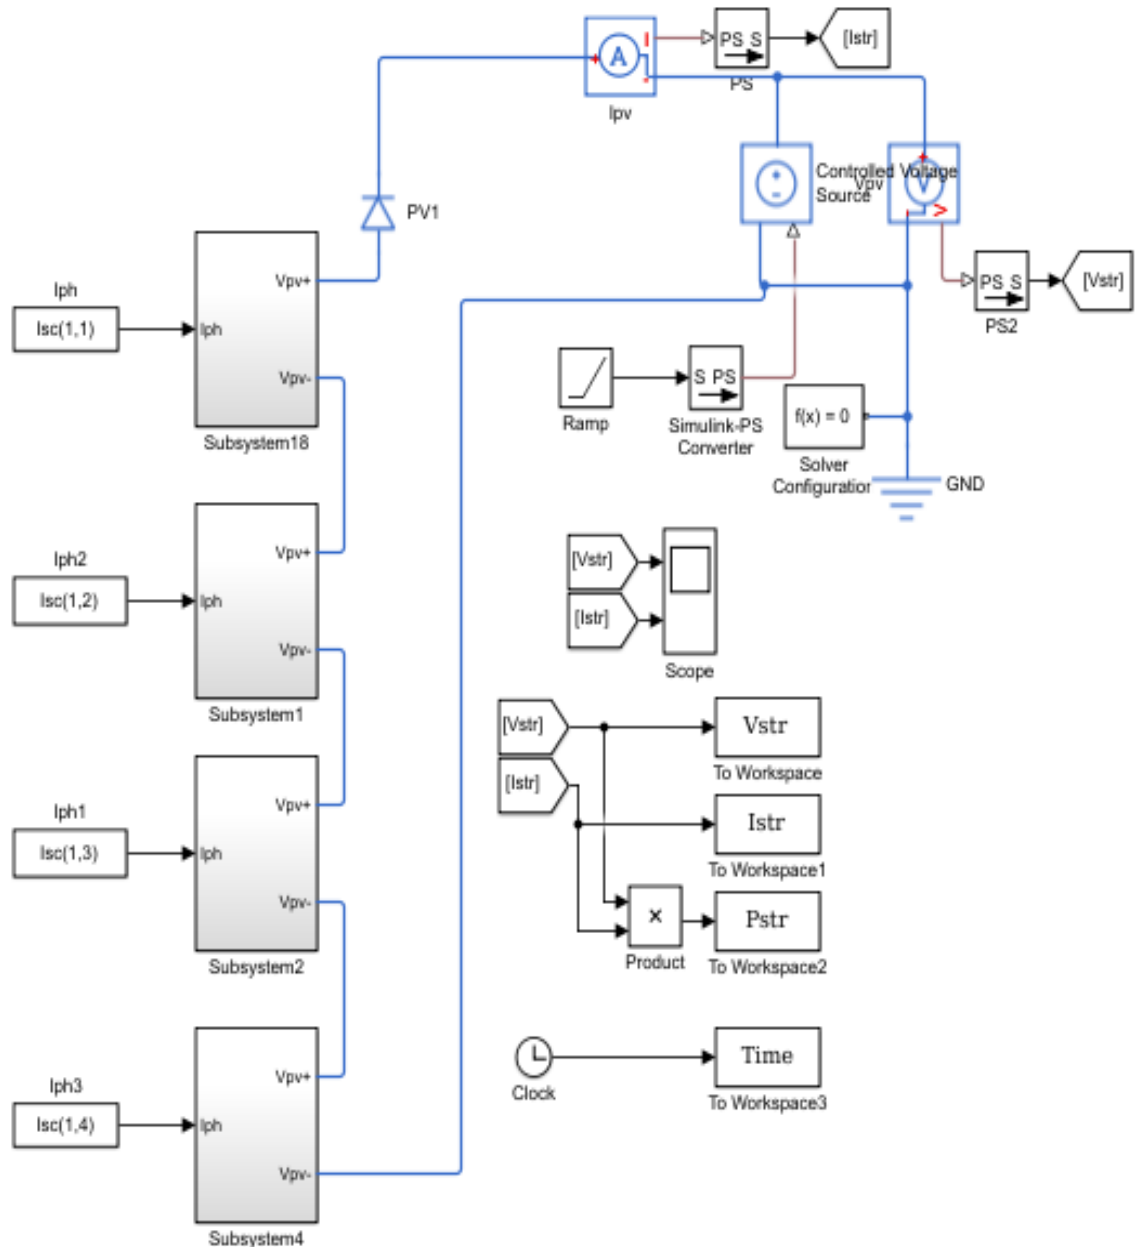 PS S
[Istr]
PS
Ipv
Controlled Voltage
Source
Vpv
PV1
Vpv+
Iph
Isc(1,1)
Iph
Vpv-
Subsystem18
PS S
[Vstr]
PS2
Ramp
S PS
Simulink-PS
Converter
f(x) = 0
Solver
Configuration
GND
Iph2
Isc(1,2)
Vpv+
Iph
Vpv-
Subsystem1
[Vstr]
[Istr]
Scope
Iph1
Isc(1,3)
Vpv+
Iph
Vpv-
Subsystem2
[Vstr]
[Istr]
Vstr
To Workspace
Istr
To Workspace1
×
Product
Pstr
To Workspace2
Iph3
Isc(1,4)
Vpv+
Iph
Vpv-
Subsystem4
Clock
Time
To Workspace3
A
V